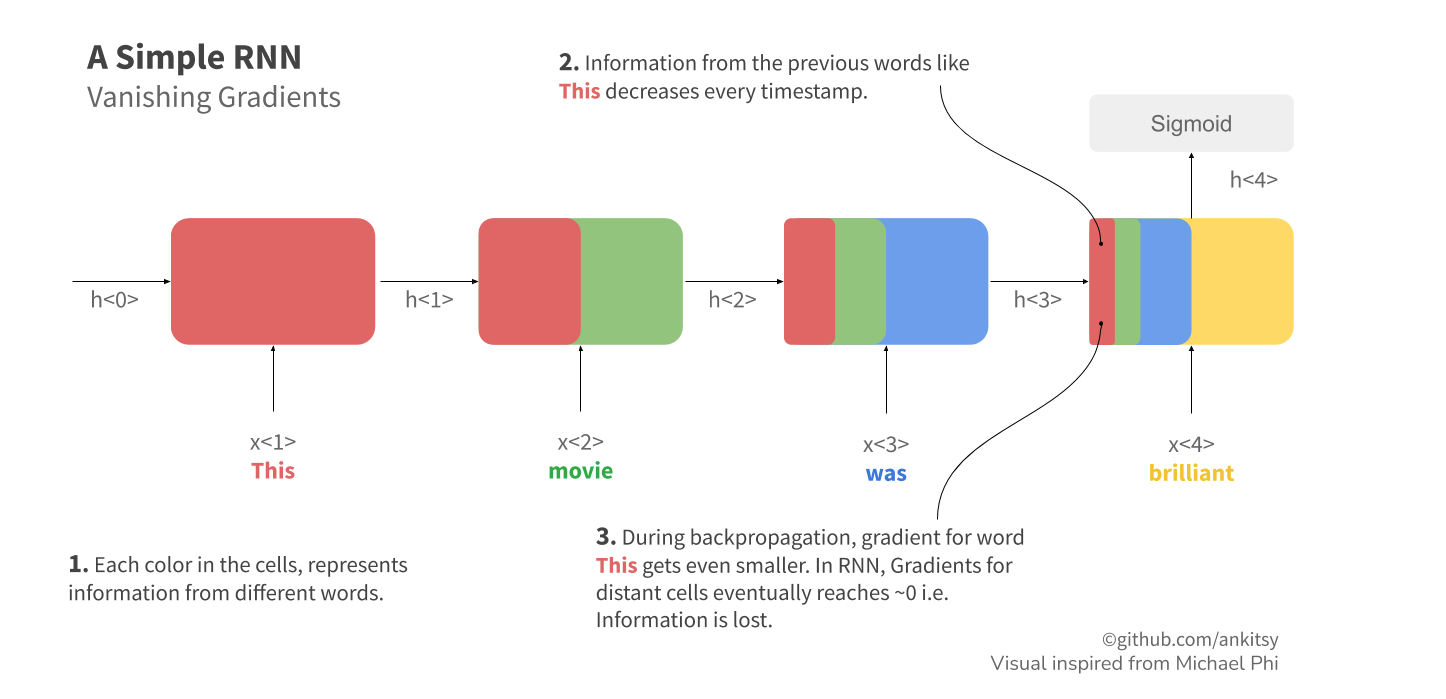 A Simple RNN
Vanishing Gradients
2. Information from the previous words like
This decreases every timestamp.
Sigmoid
h<4>
h<0>
h<1>
h<2>
h<3>
x<1>
This
x<2>
movie
x<3>
was
x<4>
brilliant
1. Each color in the cells, represents
information from different words.
3. During backpropagation, gradient for word
This gets even smaller. In RNN, Gradients for
distant cells eventually reaches ~0 i.e.
Information is lost.
©github.com/ankitsy
Visual inspired from Michael Phi